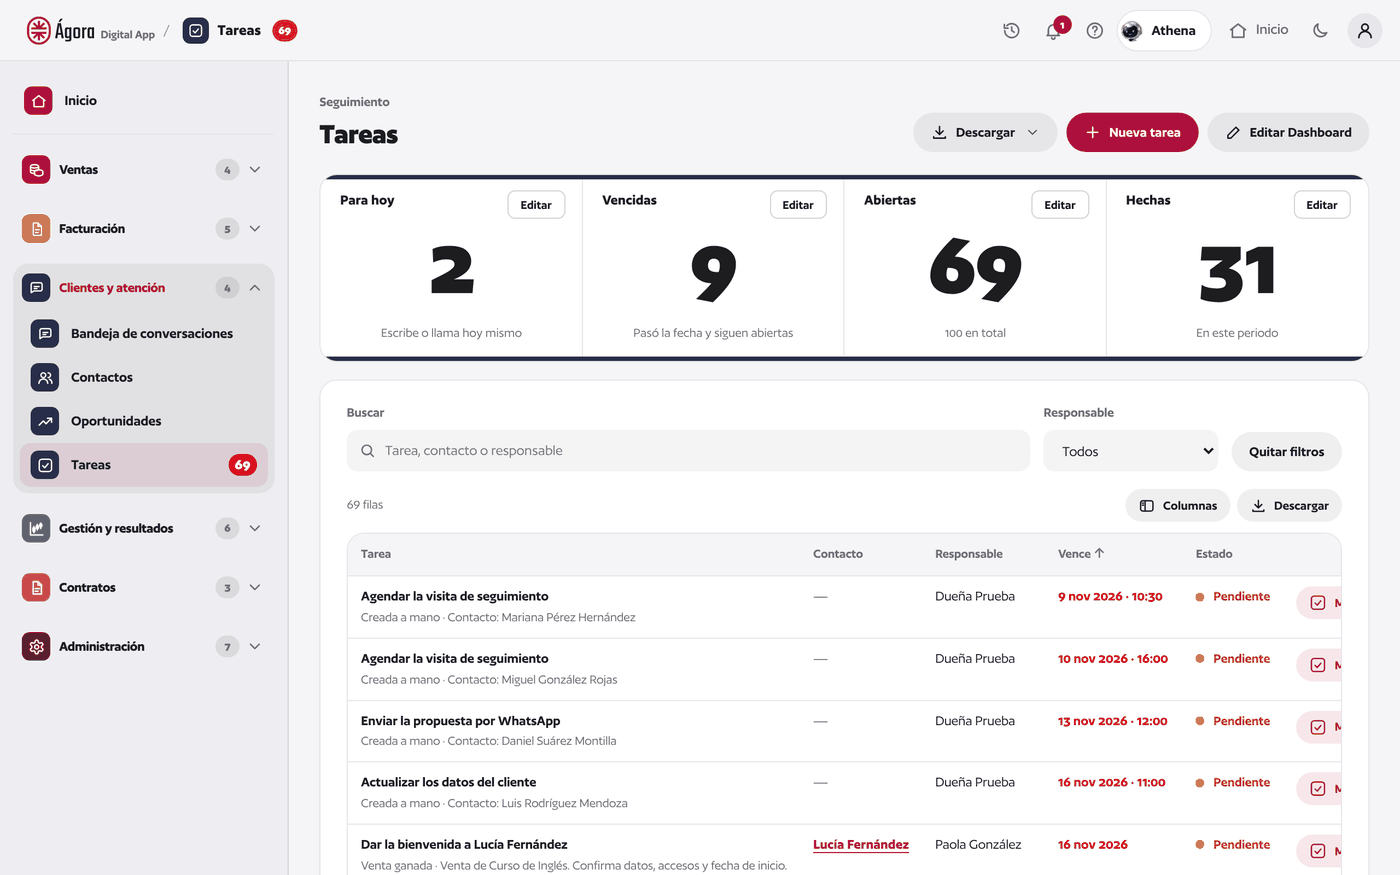 Ágora Digital App / Tareas 69
1
Athena
Inicio
Inicio
Ventas 4
Facturación 5
Clientes y atención 4
Bandeja de conversaciones
Contactos
Oportunidades
Tareas 69
Gestión y resultados 6
Contratos 3
Administración 7
Seguimiento
Tareas
Descargar
Nueva tarea
Editar Dashboard
Para hoy Editar
2
Escribe o llama hoy mismo
Vencidas Editar
9
Pasó la fecha y siguen abiertas
Abiertas Editar
69
100 en total
Hechas Editar
31
En este periodo
Buscar
Tarea, contacto o responsable
Responsable
Todos
Quitar filtros
69 filas
Columnas
Descargar
Tarea Contacto Responsable Vence ↑ Estado
Agendar la visita de seguimiento — Dueña Prueba 9 nov 2026 · 10:30 Pendiente
Creada a mano · Contacto: Mariana Pérez Hernández
Agendar la visita de seguimiento — Dueña Prueba 10 nov 2026 · 16:00 Pendiente
Creada a mano · Contacto: Miguel González Rojas
Enviar la propuesta por WhatsApp — Dueña Prueba 13 nov 2026 · 12:00 Pendiente
Creada a mano · Contacto: Daniel Suárez Montilla
Actualizar los datos del cliente — Dueña Prueba 16 nov 2026 · 11:00 Pendiente
Creada a mano · Contacto: Luis Rodríguez Mendoza
Dar la bienvenida a Lucía Fernández Lucía Fernández Paola González 16 nov 2026 Pendiente
Venta ganada · Venta de Curso de Inglés. Confirma datos, accesos y fecha de inicio.